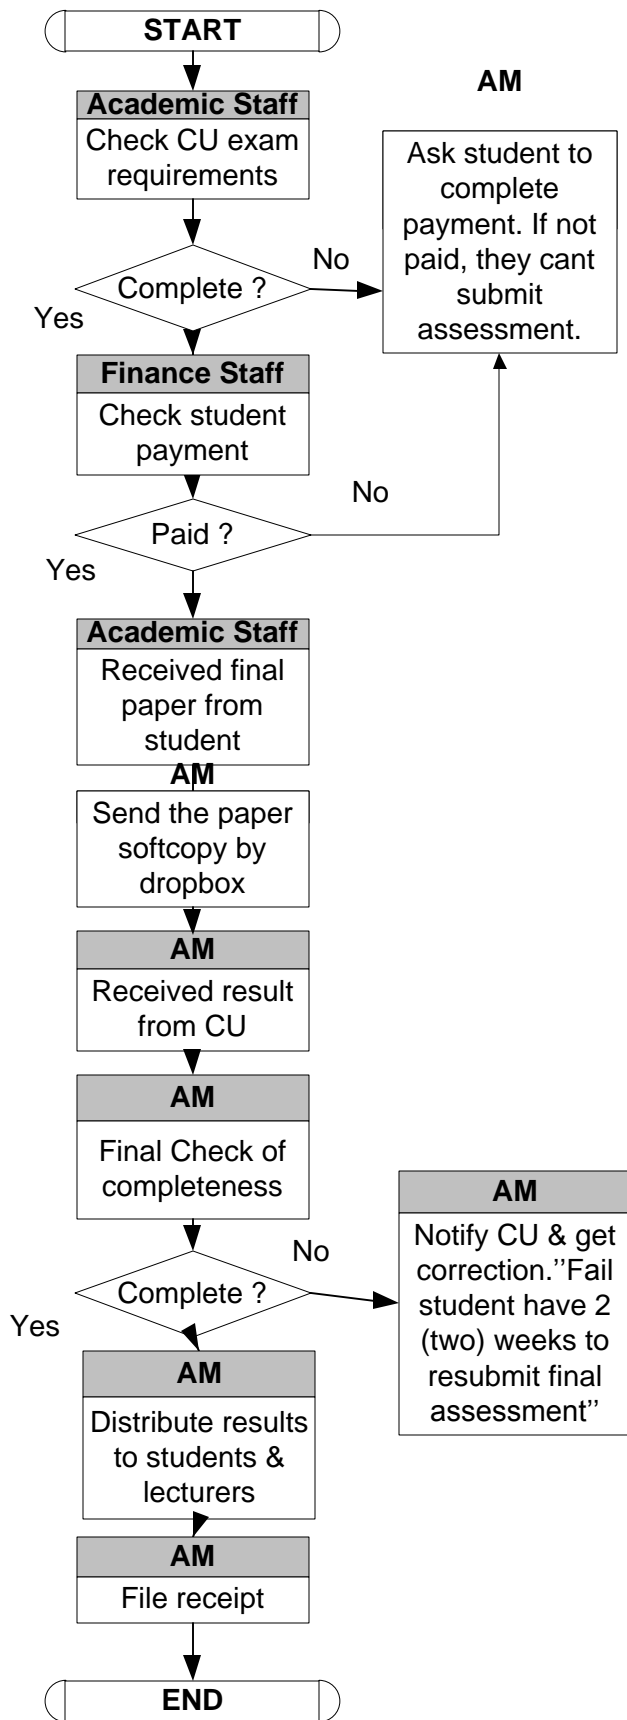 START
Academic Staff
Check CU exam
requirements
AM
Ask student to
complete
payment. If not
paid, they cant
submit
assessment.
Complete ?
No
Yes
Finance Staff
Check student
payment
No
Paid ?
Yes
Academic Staff
Received final
paper from
student
AM
Send the paper
softcopy by
dropbox
AM
Received result
from CU
AM
Final Check of
completeness
Complete ?
No
Yes
AM
Notify CU & get
correction.’’Fail
student have 2
(two) weeks to
resubmit final
assessment’’
AM
Distribute results
to students &
lecturers
AM
File receipt
END